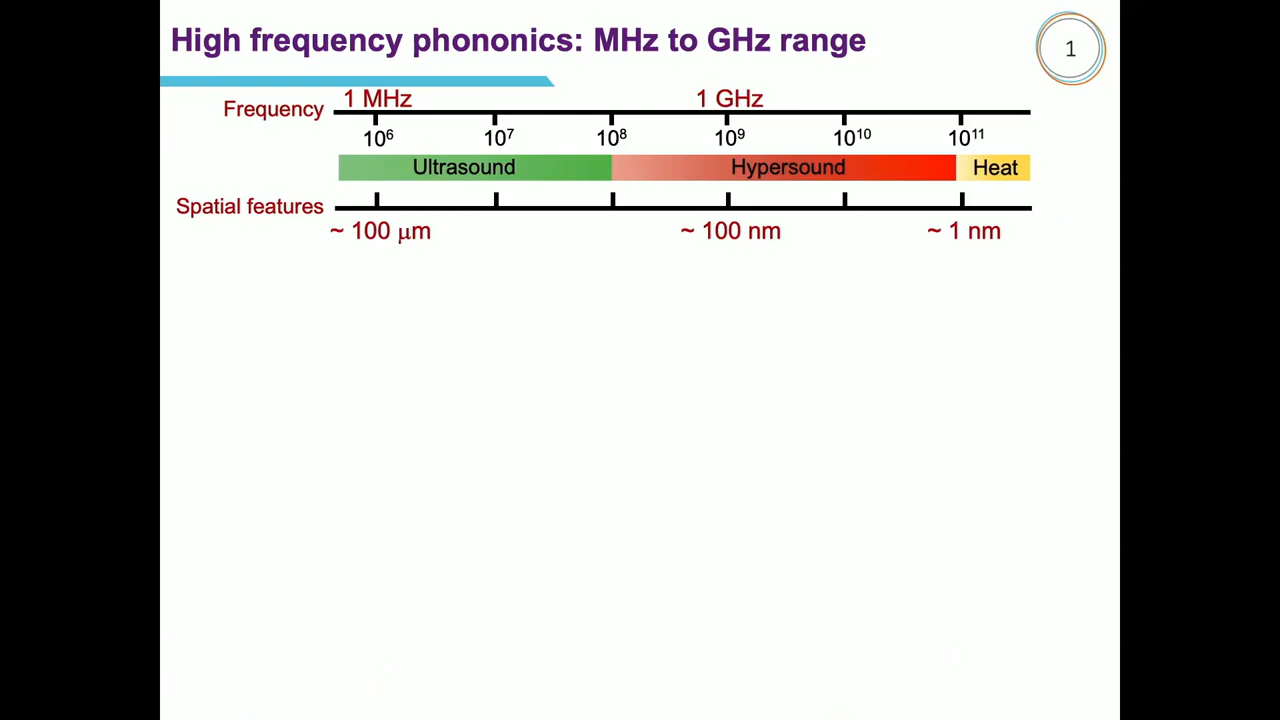 High frequency phononics: MHz to GHz range
1
Frequency
1 MHz 1 GHz
10⁶ 10⁷ 10⁸ 10⁹ 10¹⁰ 10¹¹
Ultrasound Hypersound Heat
Spatial features
~ 100 μm ~ 100 nm ~ 1 nm